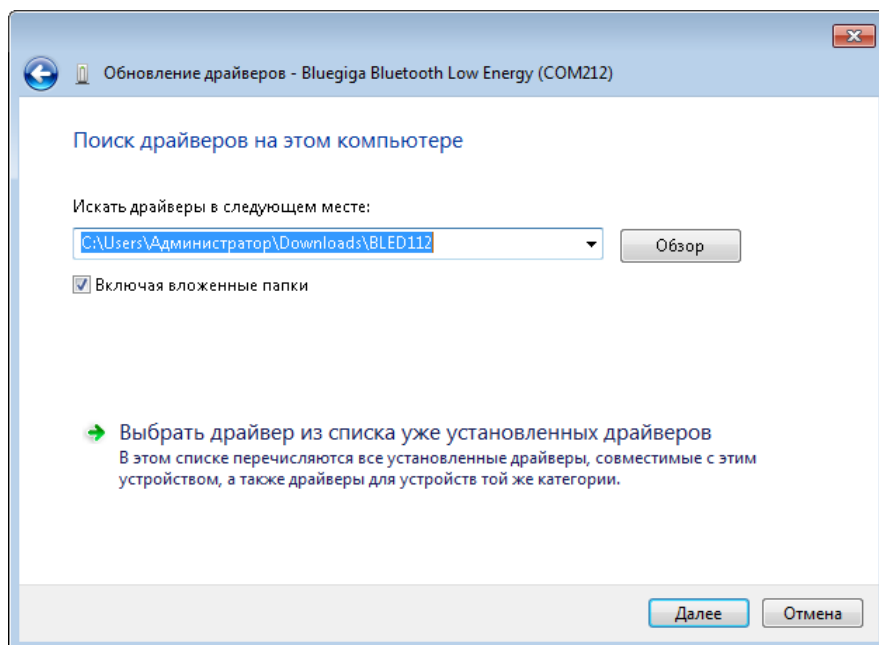 Обновление драйверов - Bluegiga Bluetooth Low Energy (COM212)
Поиск драйверов на этом компьютере
Искать драйверы в следующем месте:
C:\Users\Администратор\Downloads\BLED112
Обзор
Включая вложенные папки
Выбрать драйвер из списка уже установленных драйверов
В этом списке перечисляются все установленные драйверы, совместимые с этим
устройством, а также драйверы для устройств той же категории.
Далее
Отмена